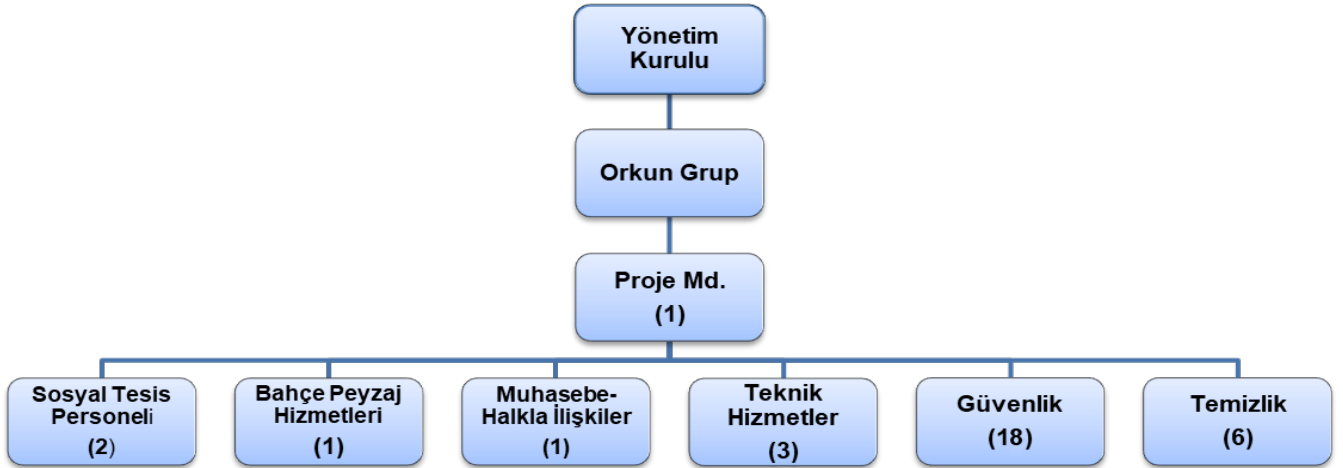 Yönetim
Kurulu
Orkun Grup
Proje Md.
(1)
Sosyal Tesis
Personeli
(2)
Bahçe Peyzaj
Hizmetleri
(1)
Muhasebe-
Halkla İlişkiler
(1)
Teknik
Hizmetler
(3)
Güvenlik
(18)
Temizlik
(6)